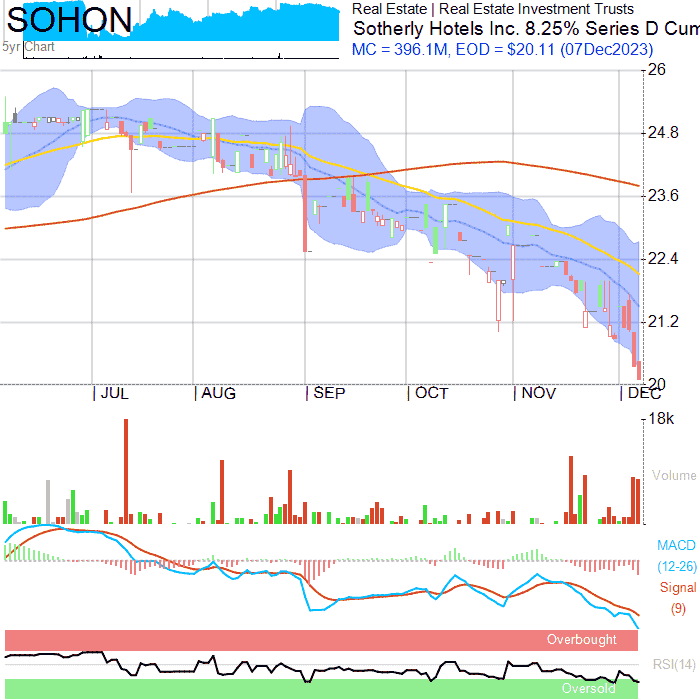 SOHON
Real Estate | Real Estate Investment Trusts
Sotherly Hotels Inc. 8.25% Series D Cum
5yr Chart
MC = 396.1M, EOD = $20.11 (07Dec2023)
26
24.8
23.6
22.4
21.2
20
JUL AUG SEP OCT NOV DEC
18k
Volume
MACD
(12-26)
Signal
(9)
Overbought
RSI(14)
Oversold